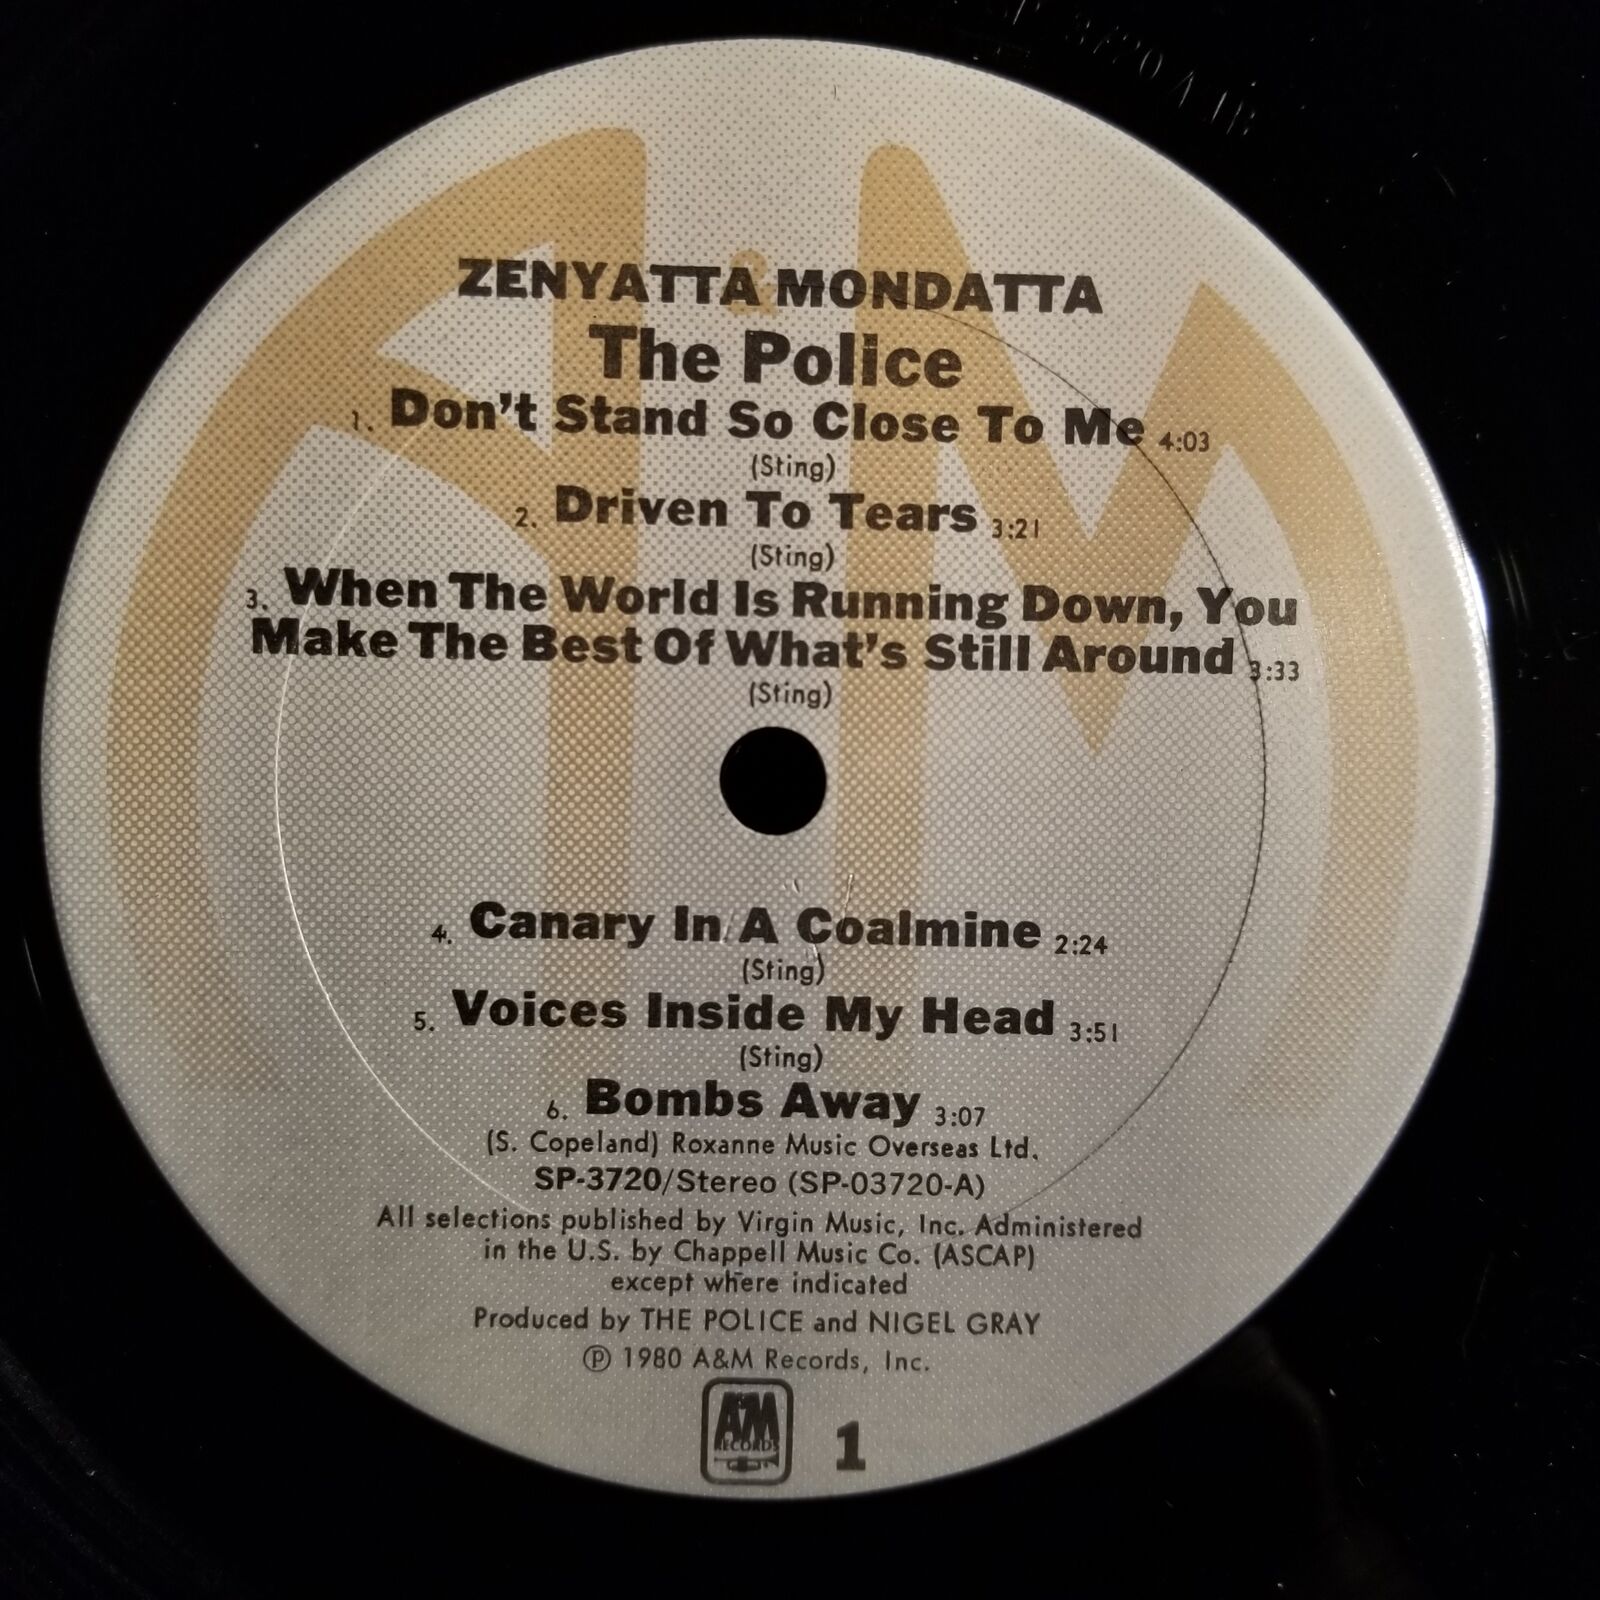 ZENYATTA MONDATTA
The Police
1. Don't Stand So Close To Me 4:03
(Sting)
2. Driven To Tears 3:21
(Sting)
3. When The World Is Running Down, You
Make The Best Of What's Still Around 3:33
(Sting)
4. Canary In A Coalmine 2:24
(Sting)
5. Voices Inside My Head 3:51
(Sting)
6. Bombs Away 3:07
(S. Copeland) Roxanne Music Overseas Ltd.
SP-3720/Stereo (SP-03720-A)
All selections published by Virgin Music, Inc. Administered
in the U.S. by Chappell Music Co. (ASCAP)
except where indicated
Produced by THE POLICE and NIGEL GRAY
℗ 1980 A&M Records, Inc.
A&M
RECORDS
1
A&M